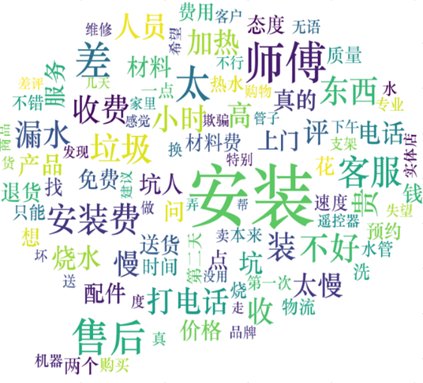 维修 人员 费用 客户
希望 态度 无语
差 材料 加热 师傅 质量
差评 几天 一点 不行
不错 服务 家里 热水 购物 真的 东西 水
太 专业
收费 小时 高
感觉 欺骗 管子 评 下午 电话
商品 漏水 垃圾 材料费 上门 支架 实体店
货 发现 换 特别 花 客服
产品 免费 建议 坑人 安装 贵 钱
退货 找 速度
只能 安装费 做 问 弄 帮 遥控器 失望
想 送货 卖 本来 装 不好 预约
烧水 慢 时间 第二天 点 坑 水管
坏 没用 第一次 洗
送 配件 度 打电话 烧 收 太慢
走 物流
售后 真 价格 品牌
机器 两个 购买